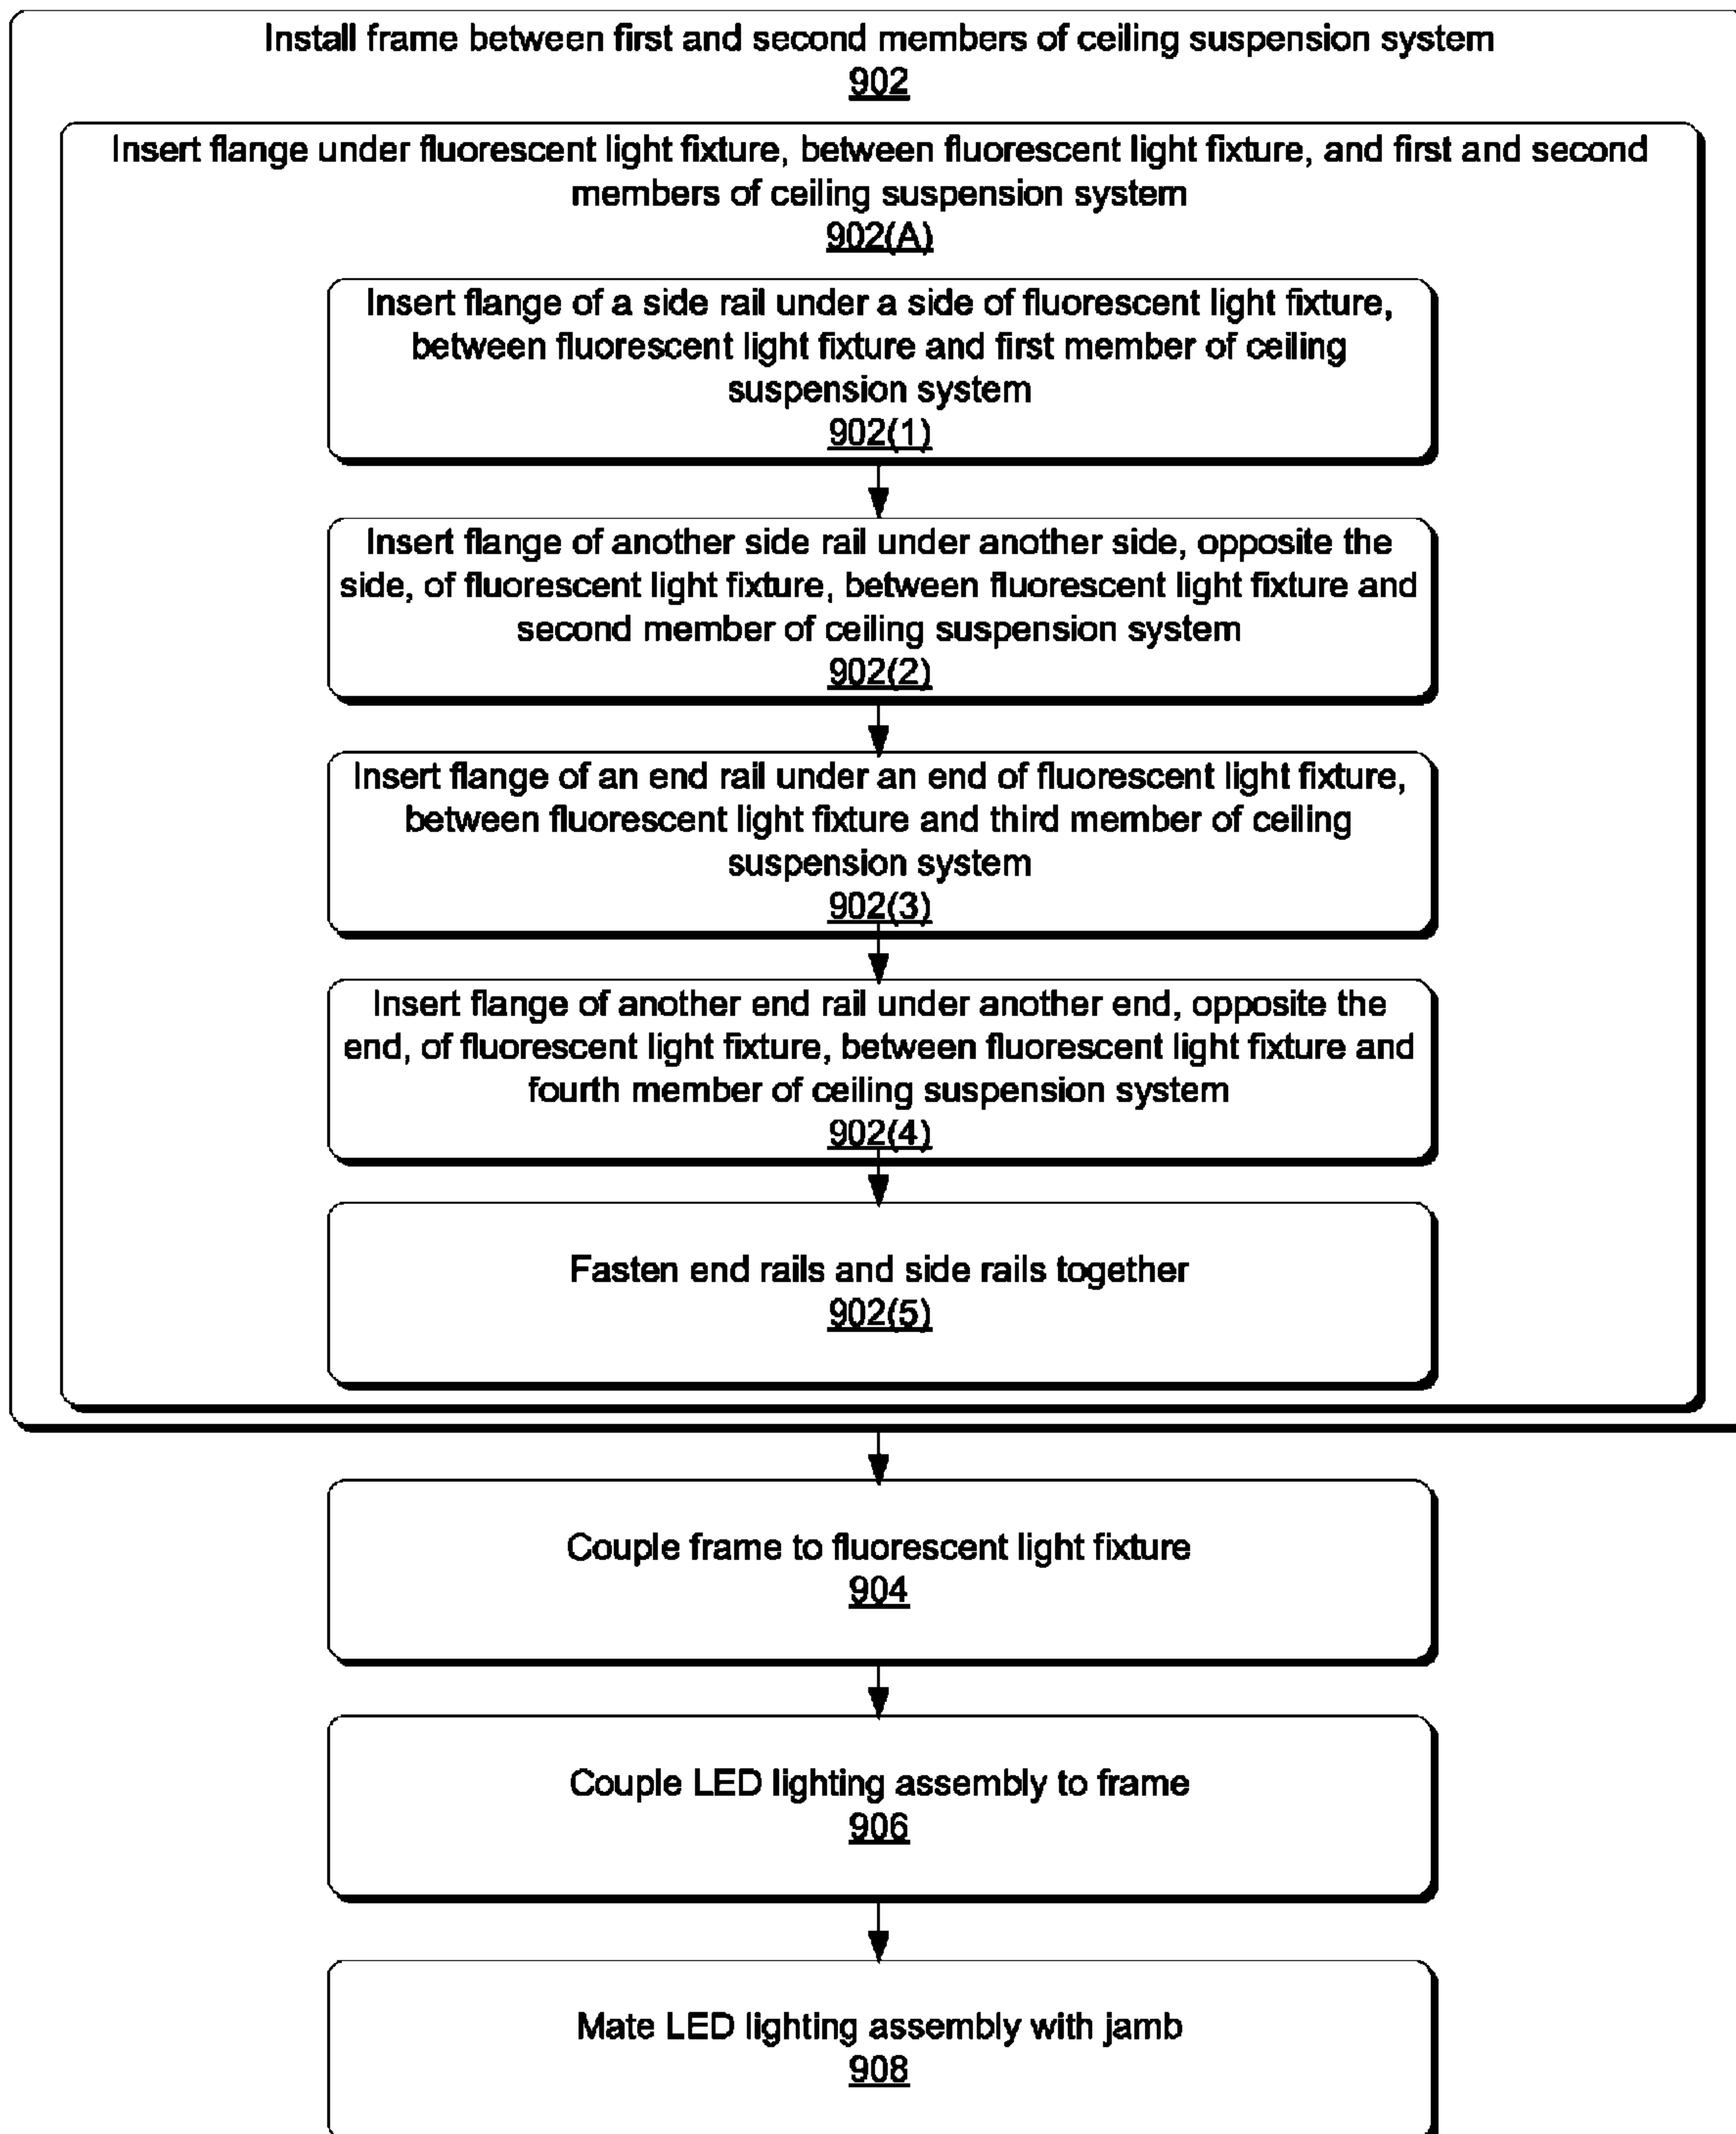 Install frame between first and second members of ceiling suspension system
902
Insert flange under fluorescent light fixture, between fluorescent light fixture, and first and second
members of ceiling suspension system
902(A)
Insert flange of a side rail under a side of fluorescent light fixture,
between fluorescent light fixture and first member of ceiling
suspension system
902(1)
Insert flange of another side rail under another side, opposite the
side, of fluorescent light fixture, between fluorescent light fixture and
second member of ceiling suspension system
902(2)
Insert flange of an end rail under an end of fluorescent light fixture,
between fluorescent light fixture and third member of ceiling
suspension system
902(3)
Insert flange of another end rail under another end, opposite the
end, of fluorescent light fixture, between fluorescent light fixture and
fourth member of ceiling suspension system
902(4)
Fasten end rails and side rails together
902(5)
Couple frame to fluorescent light fixture
904
Couple LED lighting assembly to frame
906
Mate LED lighting assembly with jamb
908